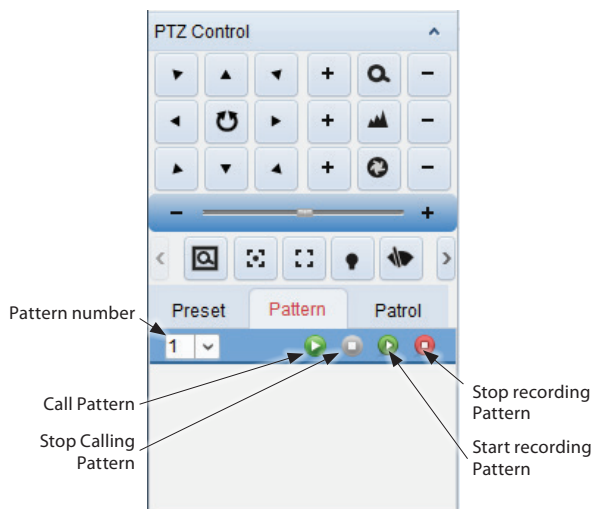 PTZ Control
+ −
+ −
+ −
− +
Preset Pattern Patrol
Pattern number
1
Call Pattern
Stop Calling
Pattern
Stop recording
Pattern
Start recording
Pattern